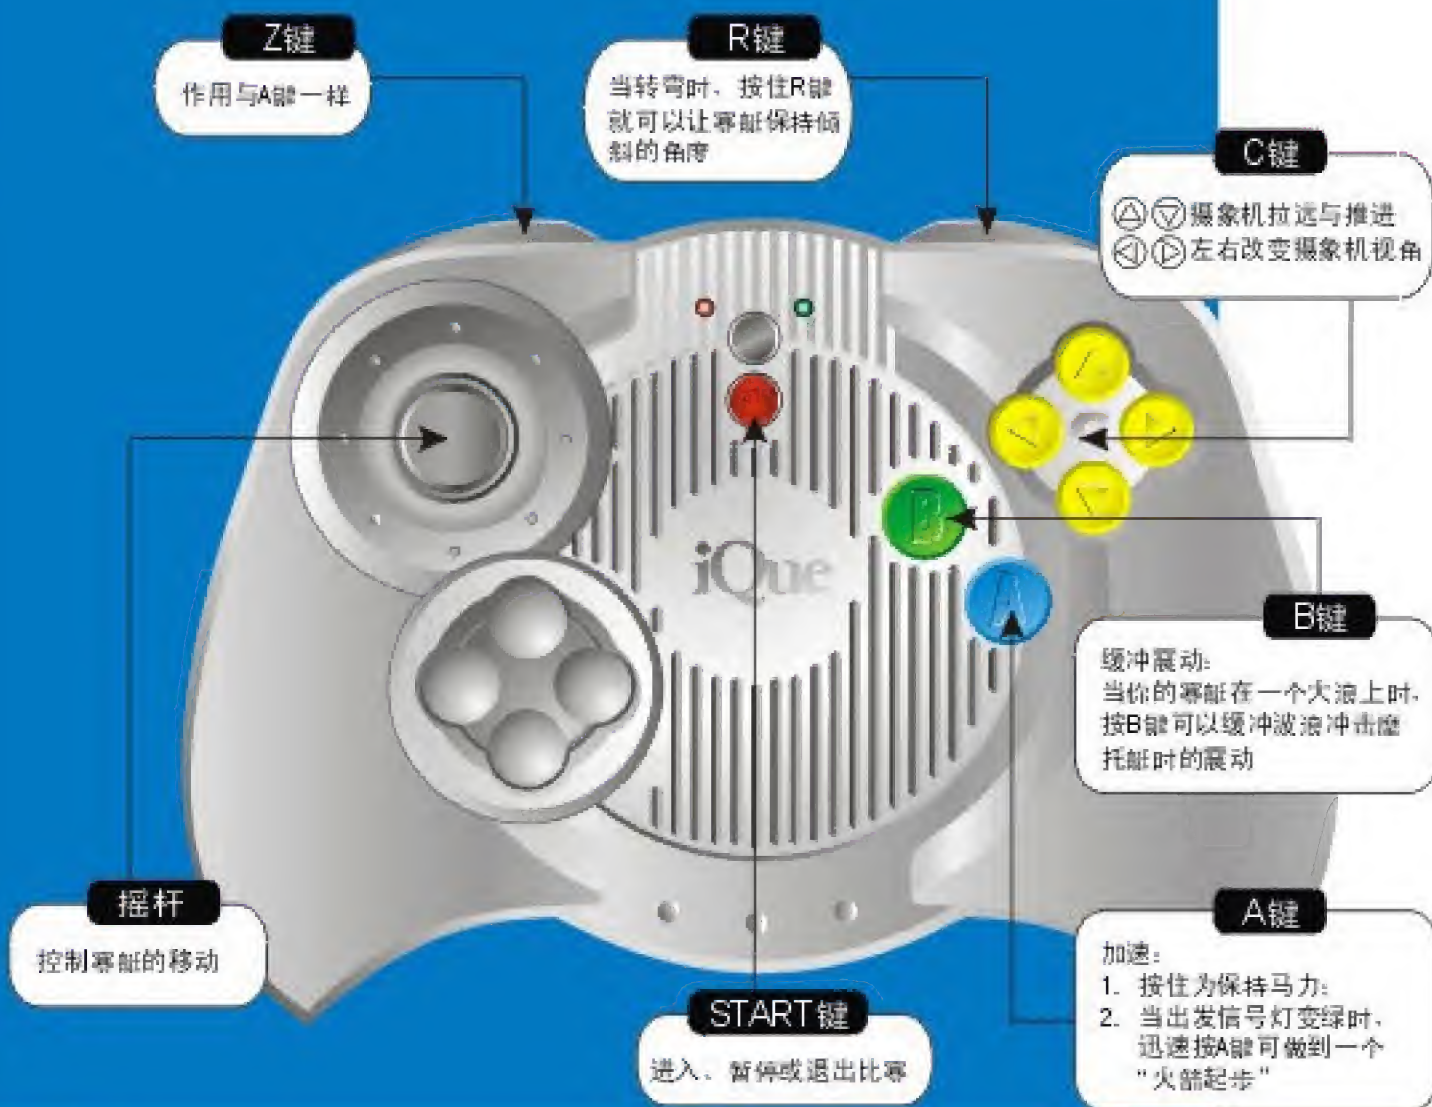 Z键
作用与A键一样
R键
当转弯时，按住R键
就可以让赛艇保持倾
斜的角度
C键
摄象机拉远与推进
左右改变摄象机视角
iQue
B
A
B键
缓冲震动：
当你的赛艇在一个大浪上时，
按B键可以缓冲波浪冲击摩
托艇时的震动
摇杆
控制赛艇的移动
START键
进入、暂停或退出比赛
A键
加速：
1. 按住为保持马力；
2. 当出发信号灯变绿时，
迅速按A键可做到一个
“火箭起步”